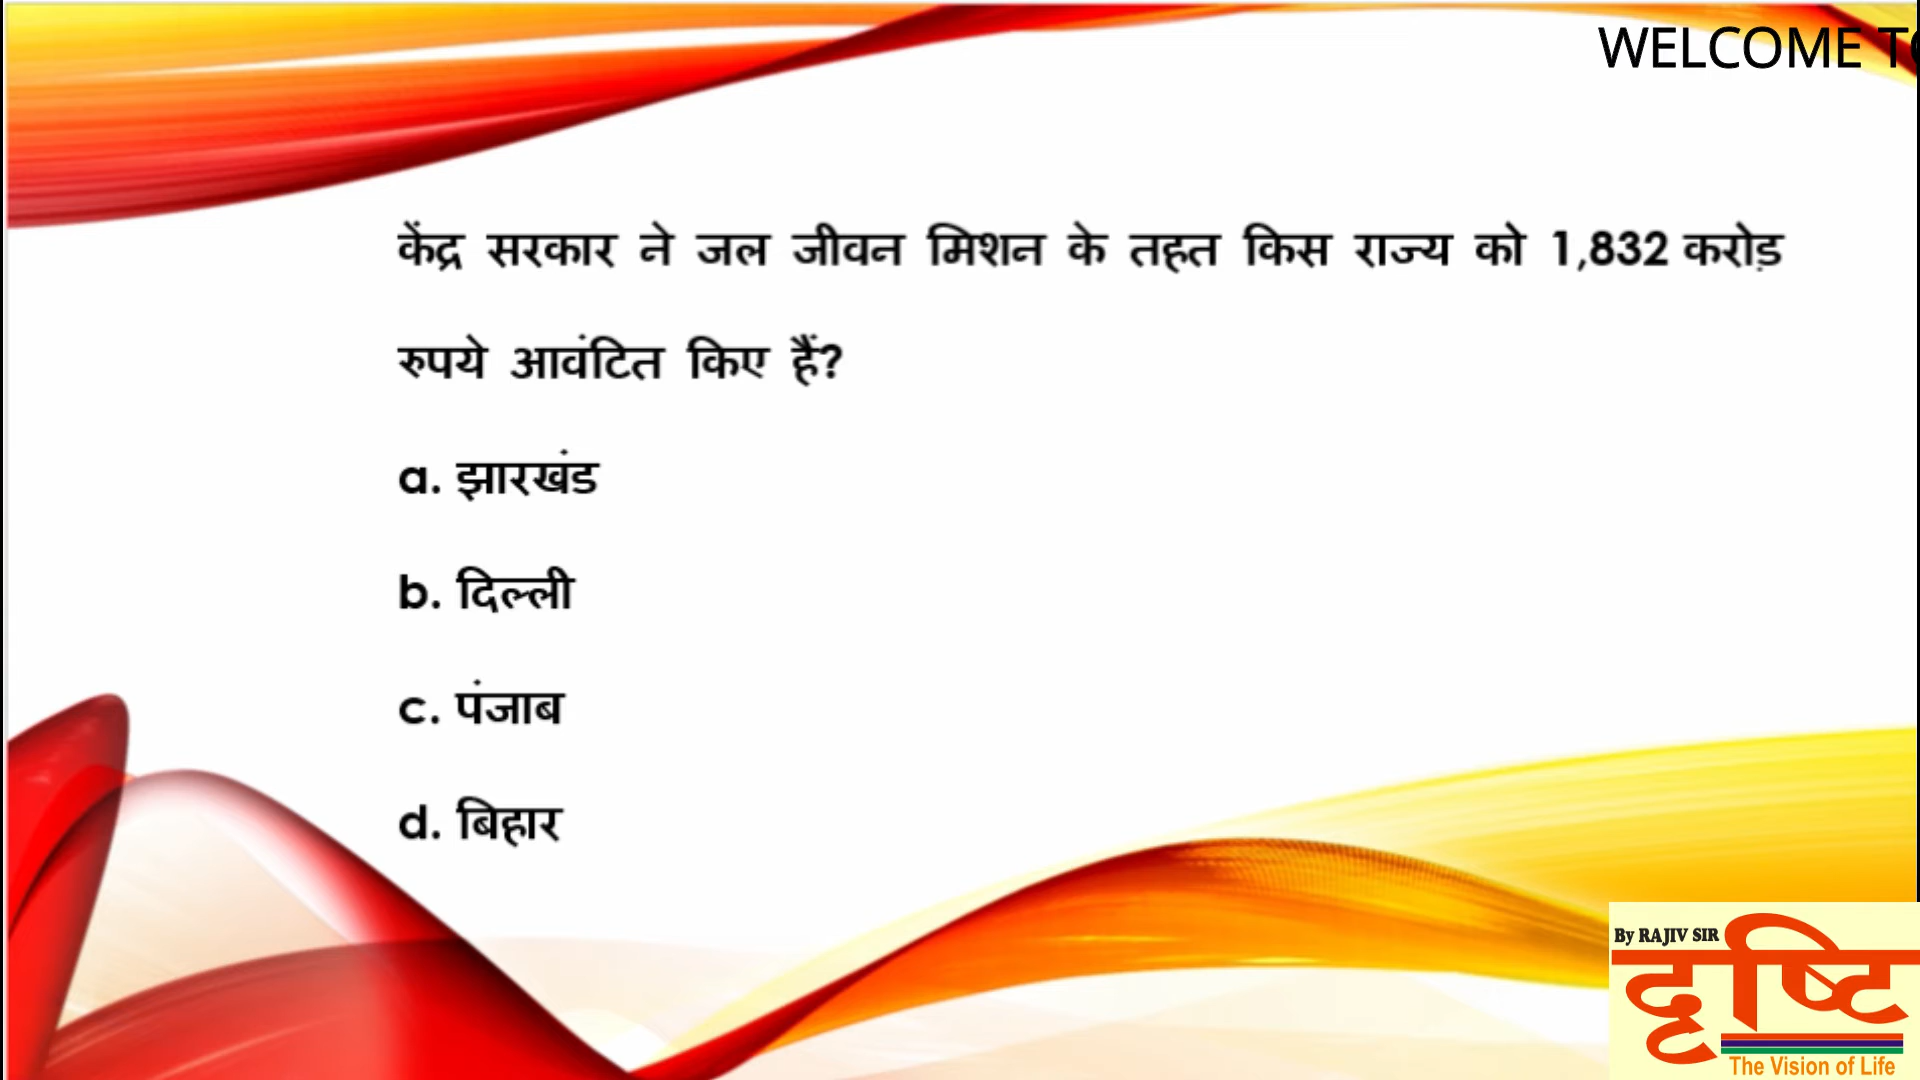 WELCOME T
केंद्र सरकार ने जल जीवन मिशन के तहत किस राज्य को 1,832 करोड़
रुपये आवंटित किए हैं?
a. झारखंड
b. दिल्ली
c. पंजाब
d. बिहार
By RAJIV SIR
दृष्टि
The Vision of Life